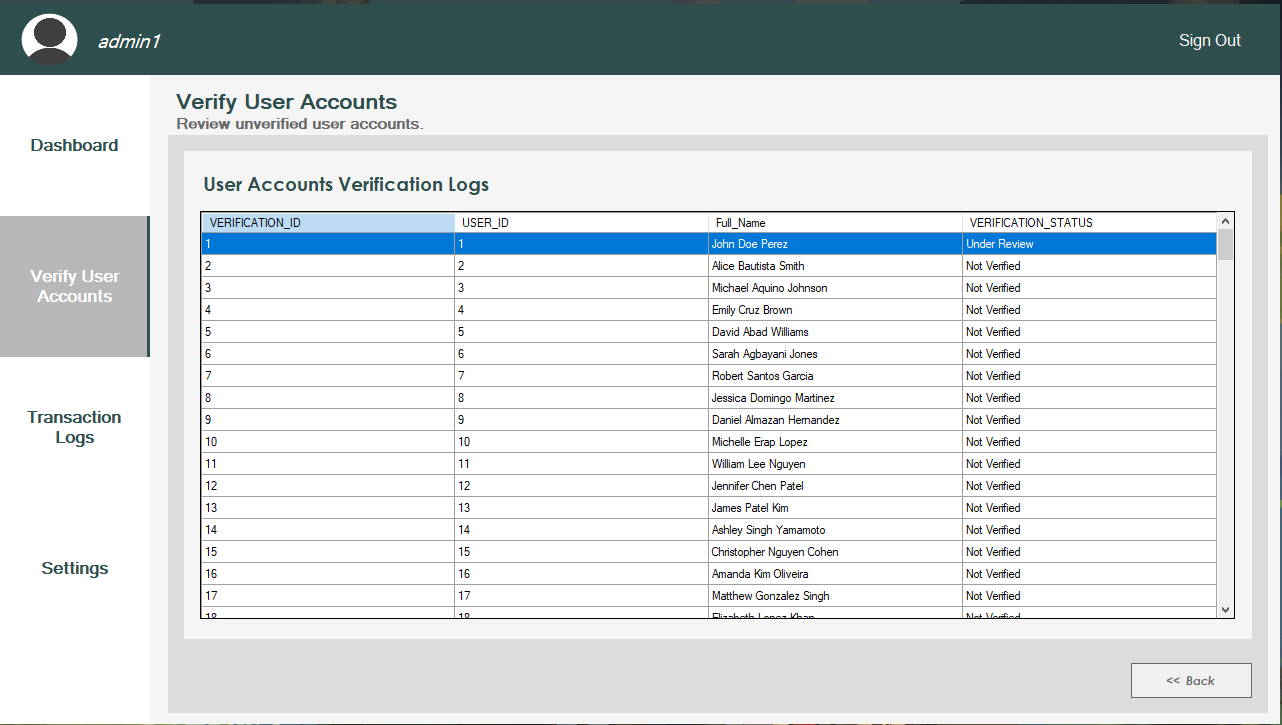 admin1
Sign Out
Dashboard
Verify User
Accounts
Transaction
Logs
Settings
Verify User Accounts
Review unverified user accounts.
User Accounts Verification Logs
VERIFICATION_ID USER_ID Full_Name VERIFICATION_STATUS
1 1 John Doe Perez Under Review
2 2 Alice Bautista Smith Not Verified
3 3 Michael Aquino Johnson Not Verified
4 4 Emily Cruz Brown Not Verified
5 5 David Abad Williams Not Verified
6 6 Sarah Agbayani Jones Not Verified
7 7 Robert Santos Garcia Not Verified
8 8 Jessica Domingo Martinez Not Verified
9 9 Daniel Almazan Hernandez Not Verified
10 10 Michelle Erap Lopez Not Verified
11 11 William Lee Nguyen Not Verified
12 12 Jennifer Chen Patel Not Verified
13 13 James Patel Kim Not Verified
14 14 Ashley Singh Yamamoto Not Verified
15 15 Christopher Nguyen Cohen Not Verified
16 16 Amanda Kim Oliveira Not Verified
17 17 Matthew Gonzalez Singh Not Verified
18 18 Elizabeth Lopez Khan Not Verified
<< Back